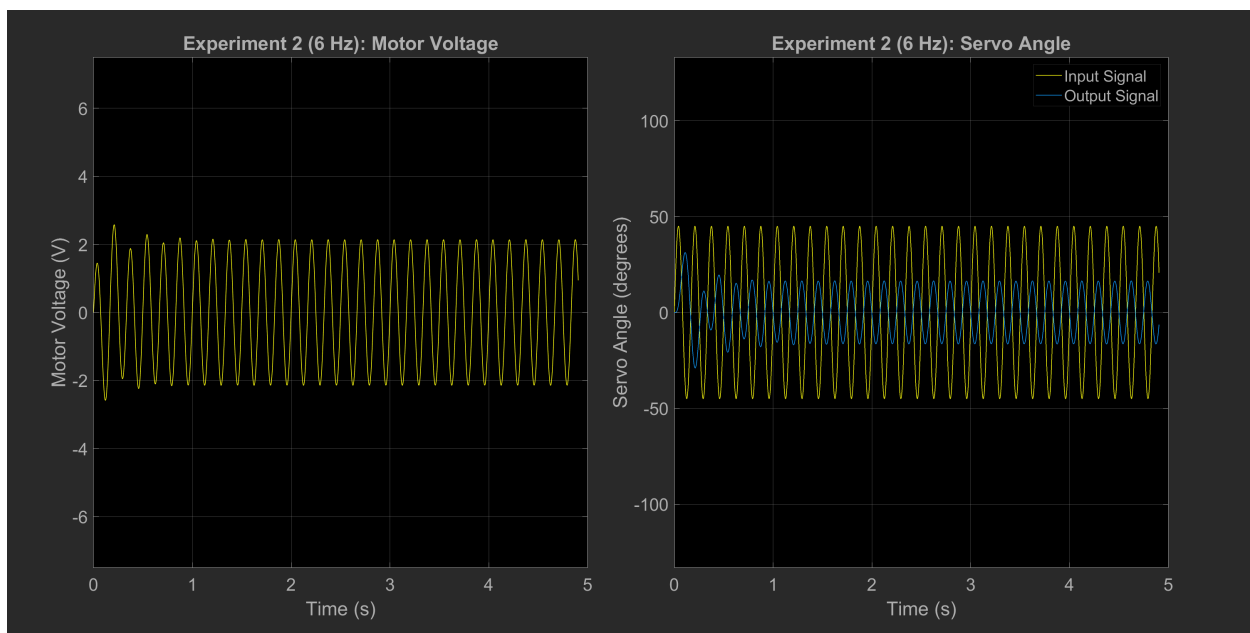 Experiment 2 (6 Hz): Motor Voltage
Motor Voltage (V)
6
4
2
0
-2
-4
-6
0 1 2 3 4 5
Time (s)
Experiment 2 (6 Hz): Servo Angle
Input Signal
Output Signal
Servo Angle (degrees)
100
50
0
-50
-100
0 1 2 3 4 5
Time (s)